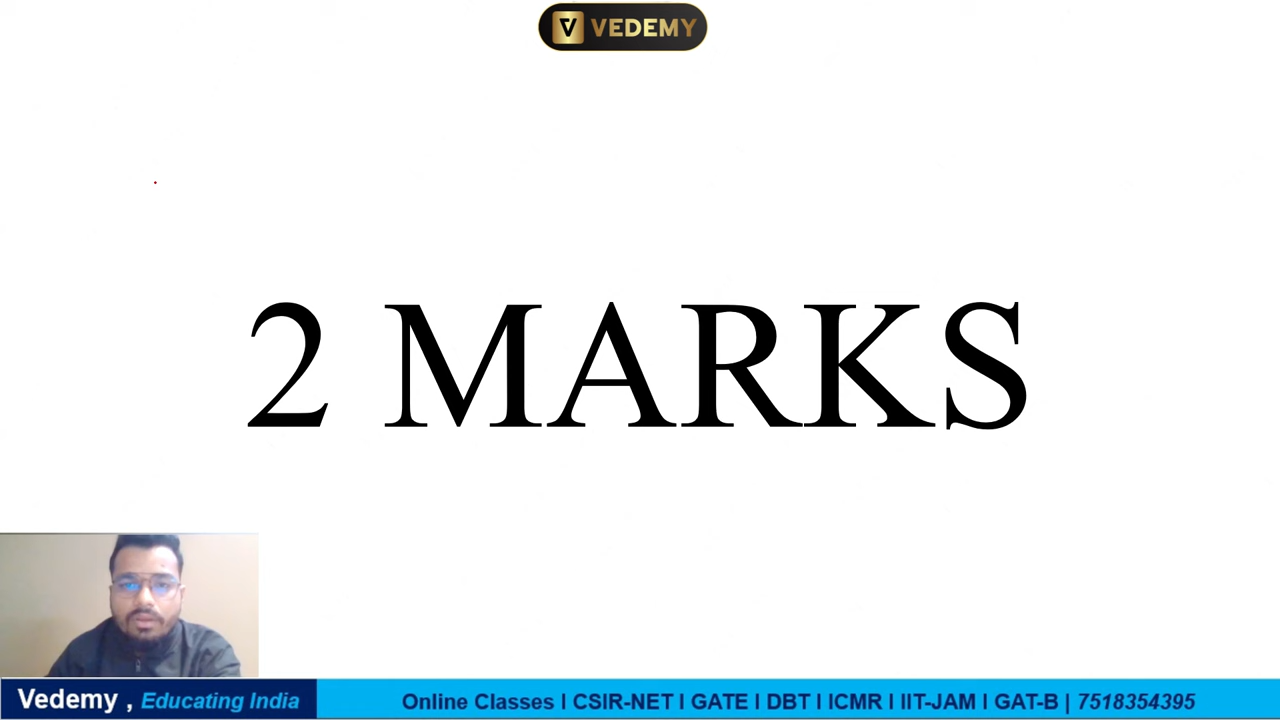 VEDEMY
2 MARKS
Vedemy , Educating India
Online Classes I CSIR-NET I GATE I DBT I ICMR I IIT-JAM I GAT-B | 7518354395